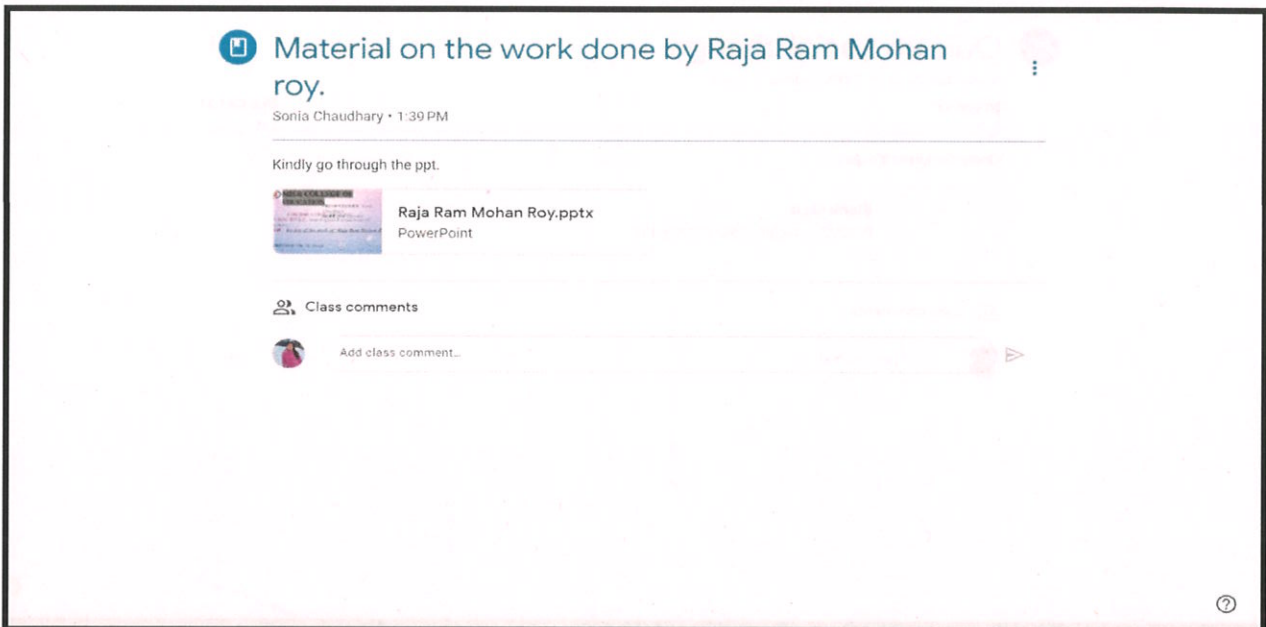 Material on the work done by Raja Ram Mohan
roy.
Sonia Chaudhary • 1:39 PM
Kindly go through the ppt.
Raja Ram Mohan Roy.pptx
PowerPoint
Class comments
Add class comment...